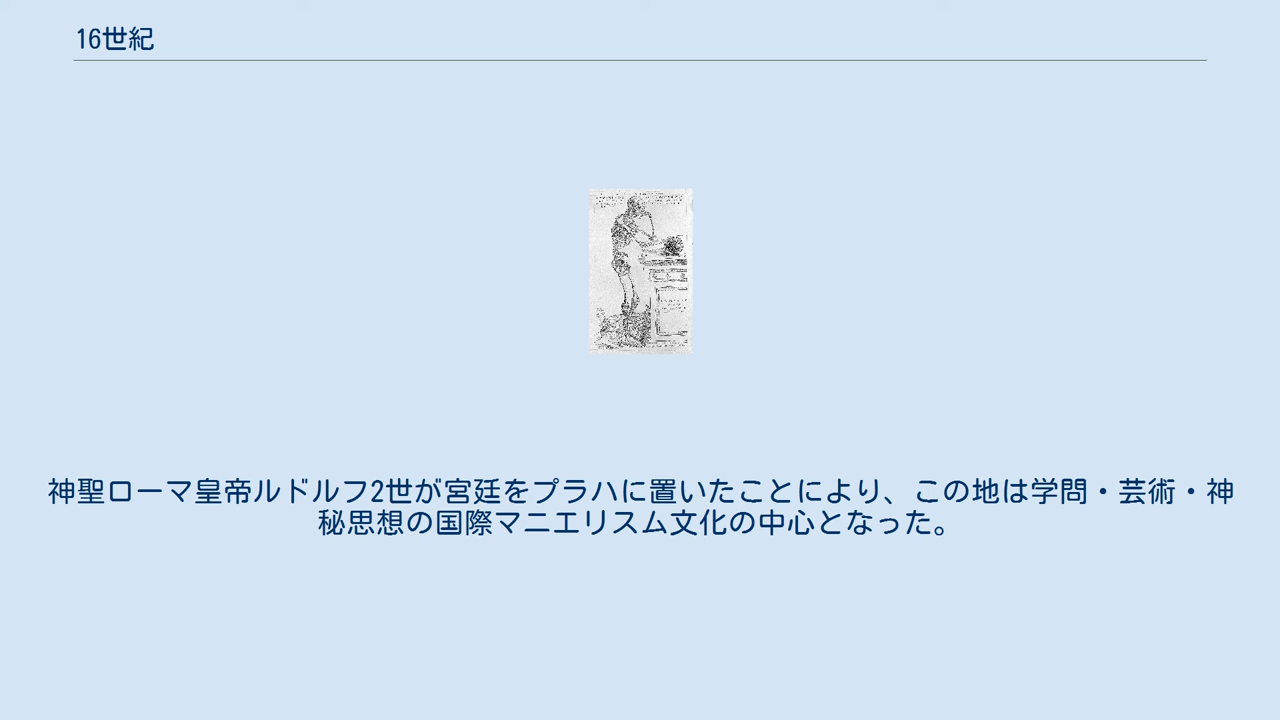 16世紀
神聖ローマ皇帝ルドルフ2世が宮廷をプラハに置いたことにより、この地は学問・芸術・神
秘思想の国際マニエリスム文化の中心となった。